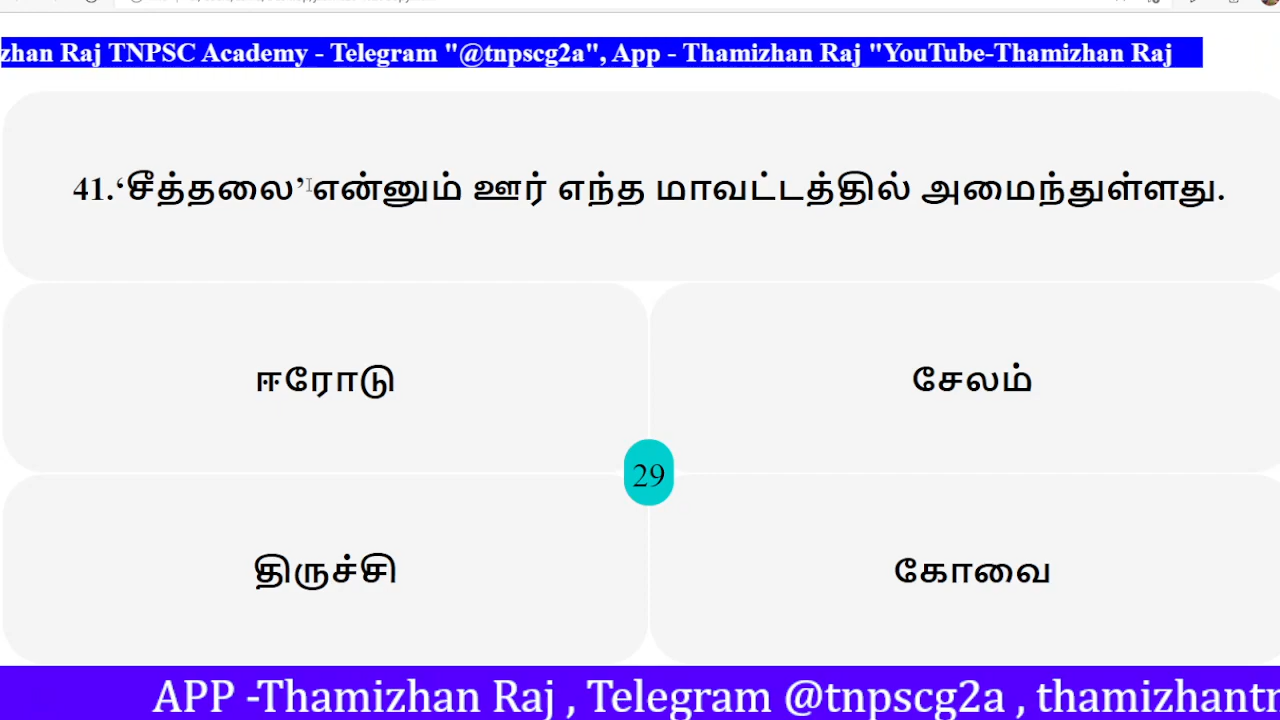 zhan Raj TNPSC Academy - Telegram "@tnpscg2a", App - Thamizhan Raj "YouTube-Thamizhan Raj
41.‘சீத்தலை’ என்னும் ஊர் எந்த மாவட்டத்தில் அமைந்துள்ளது.
ஈரோடு
சேலம்
29
திருச்சி
கோவை
APP -Thamizhan Raj , Telegram @tnpscg2a , thamizhantr